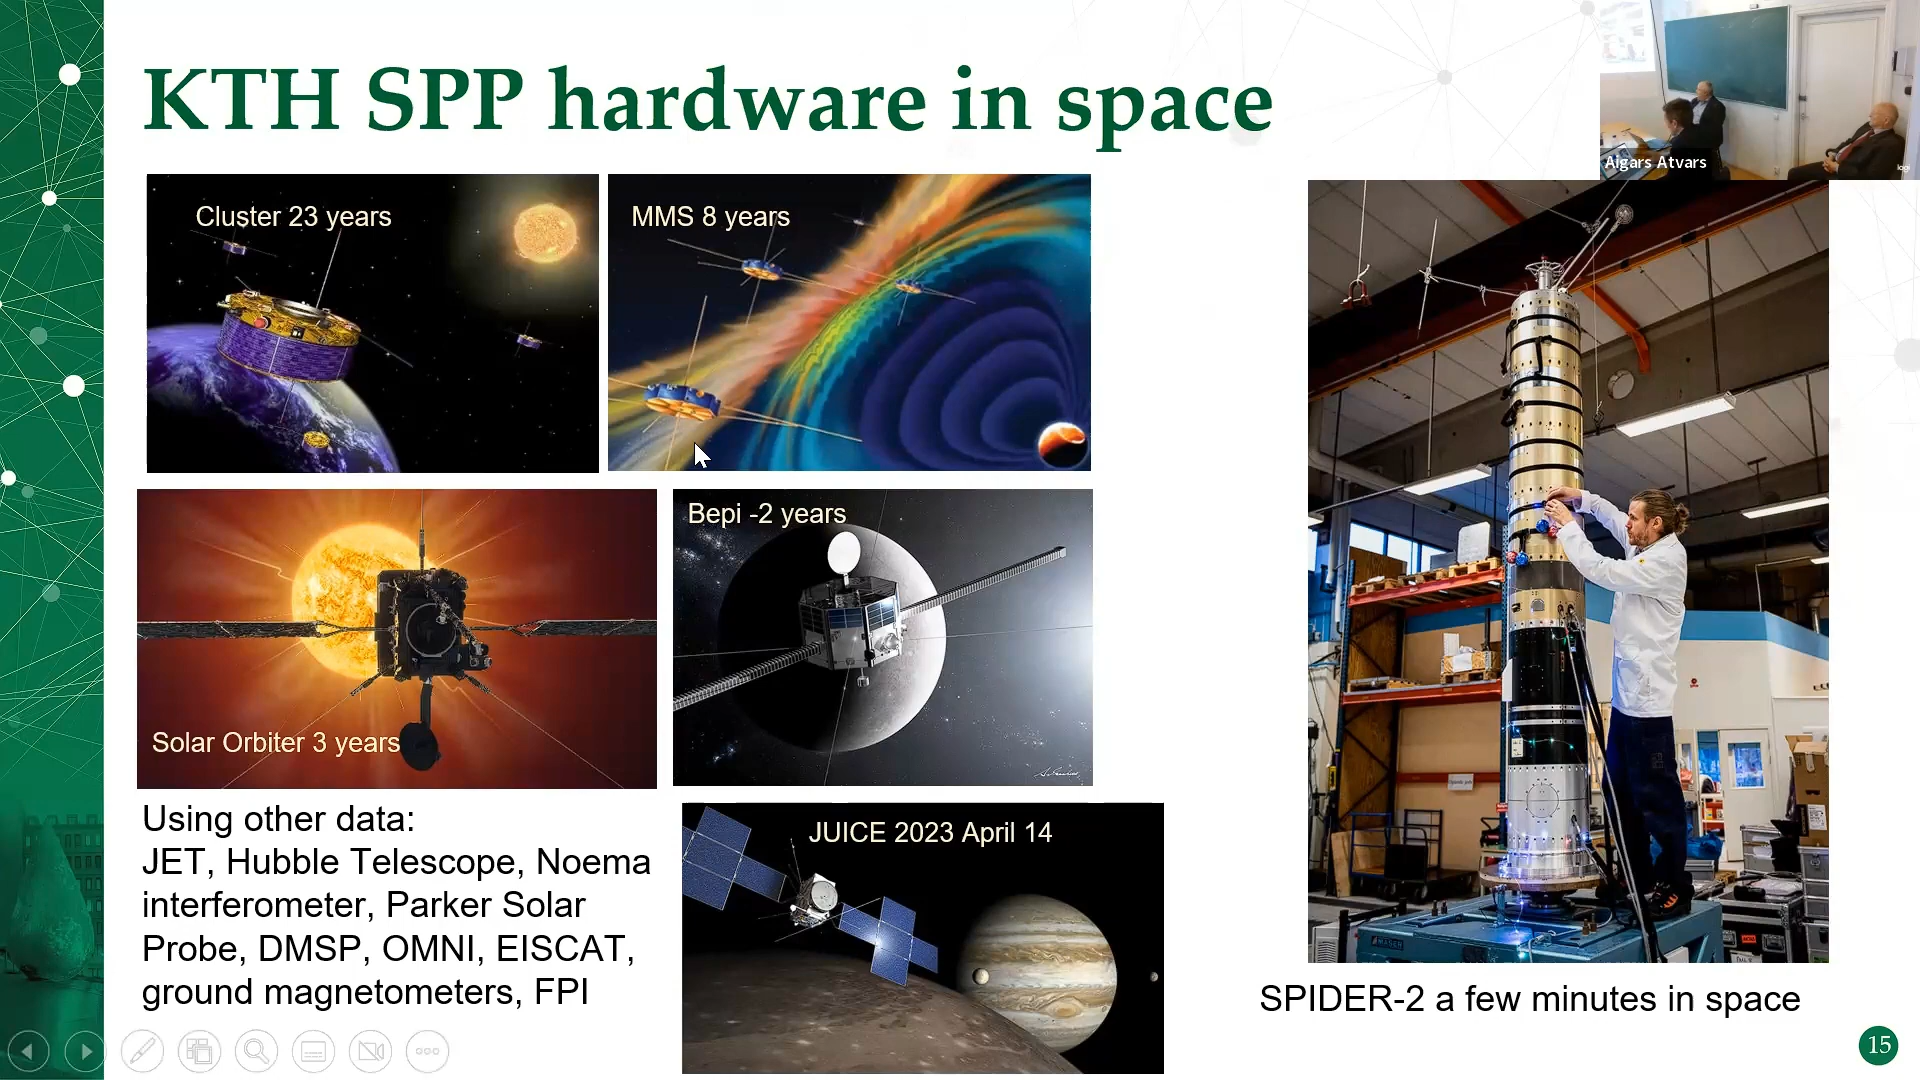 KTH SPP hardware in space
Aigars Atvars
logi
Cluster 23 years
MMS 8 years
Solar Orbiter 3 years
Bepi -2 years
Using other data:
JET, Hubble Telescope, Noema
interferometer, Parker Solar
Probe, DMSP, OMNI, EISCAT,
ground magnetometers, FPI
JUICE 2023 April 14
SPIDER-2 a few minutes in space
15